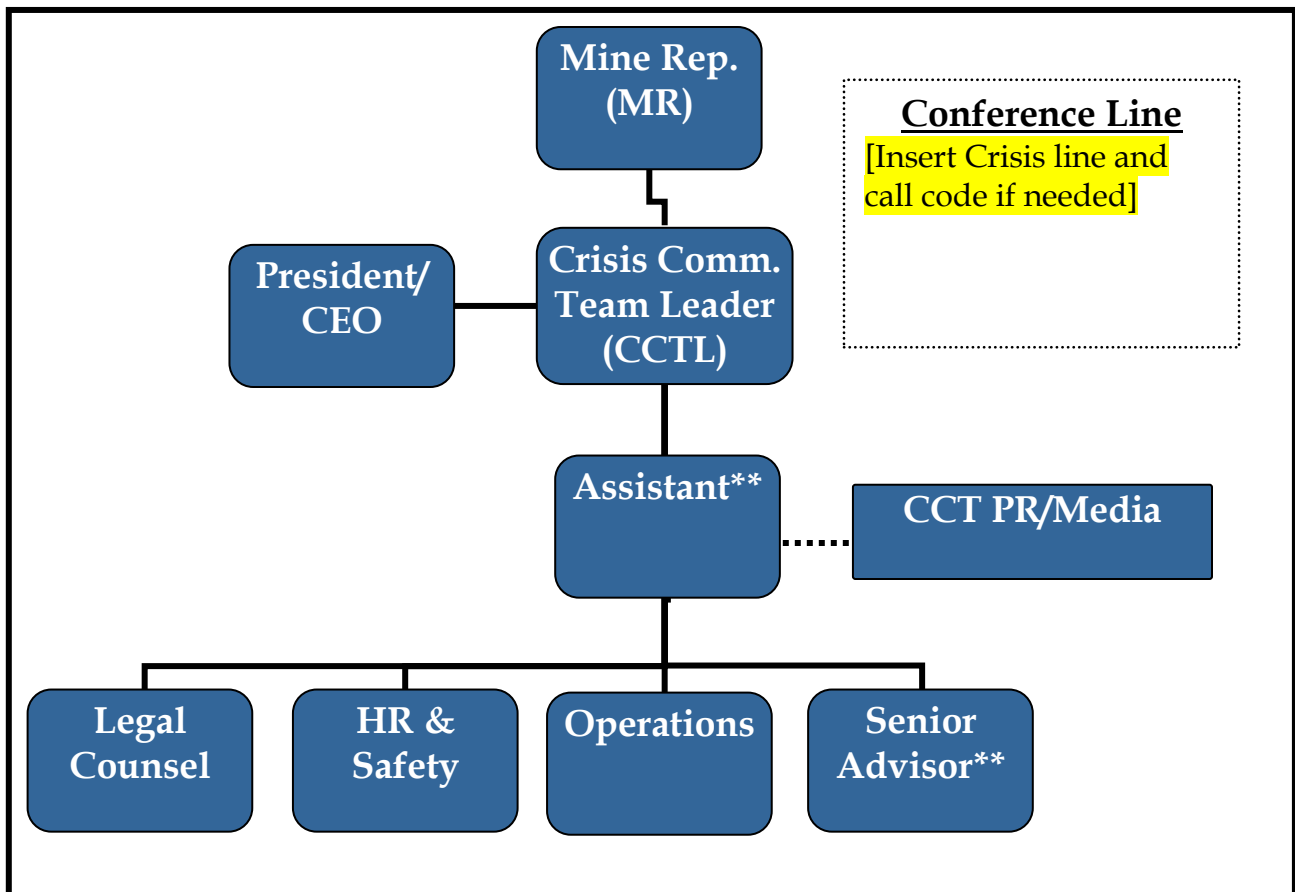 Mine Rep.
(MR)
Conference Line
[Insert Crisis line and
call code if needed]
President/
CEO
Crisis Comm.
Team Leader
(CCTL)
Assistant**
CCT PR/Media
Legal
Counsel
HR &
Safety
Operations
Senior
Advisor**